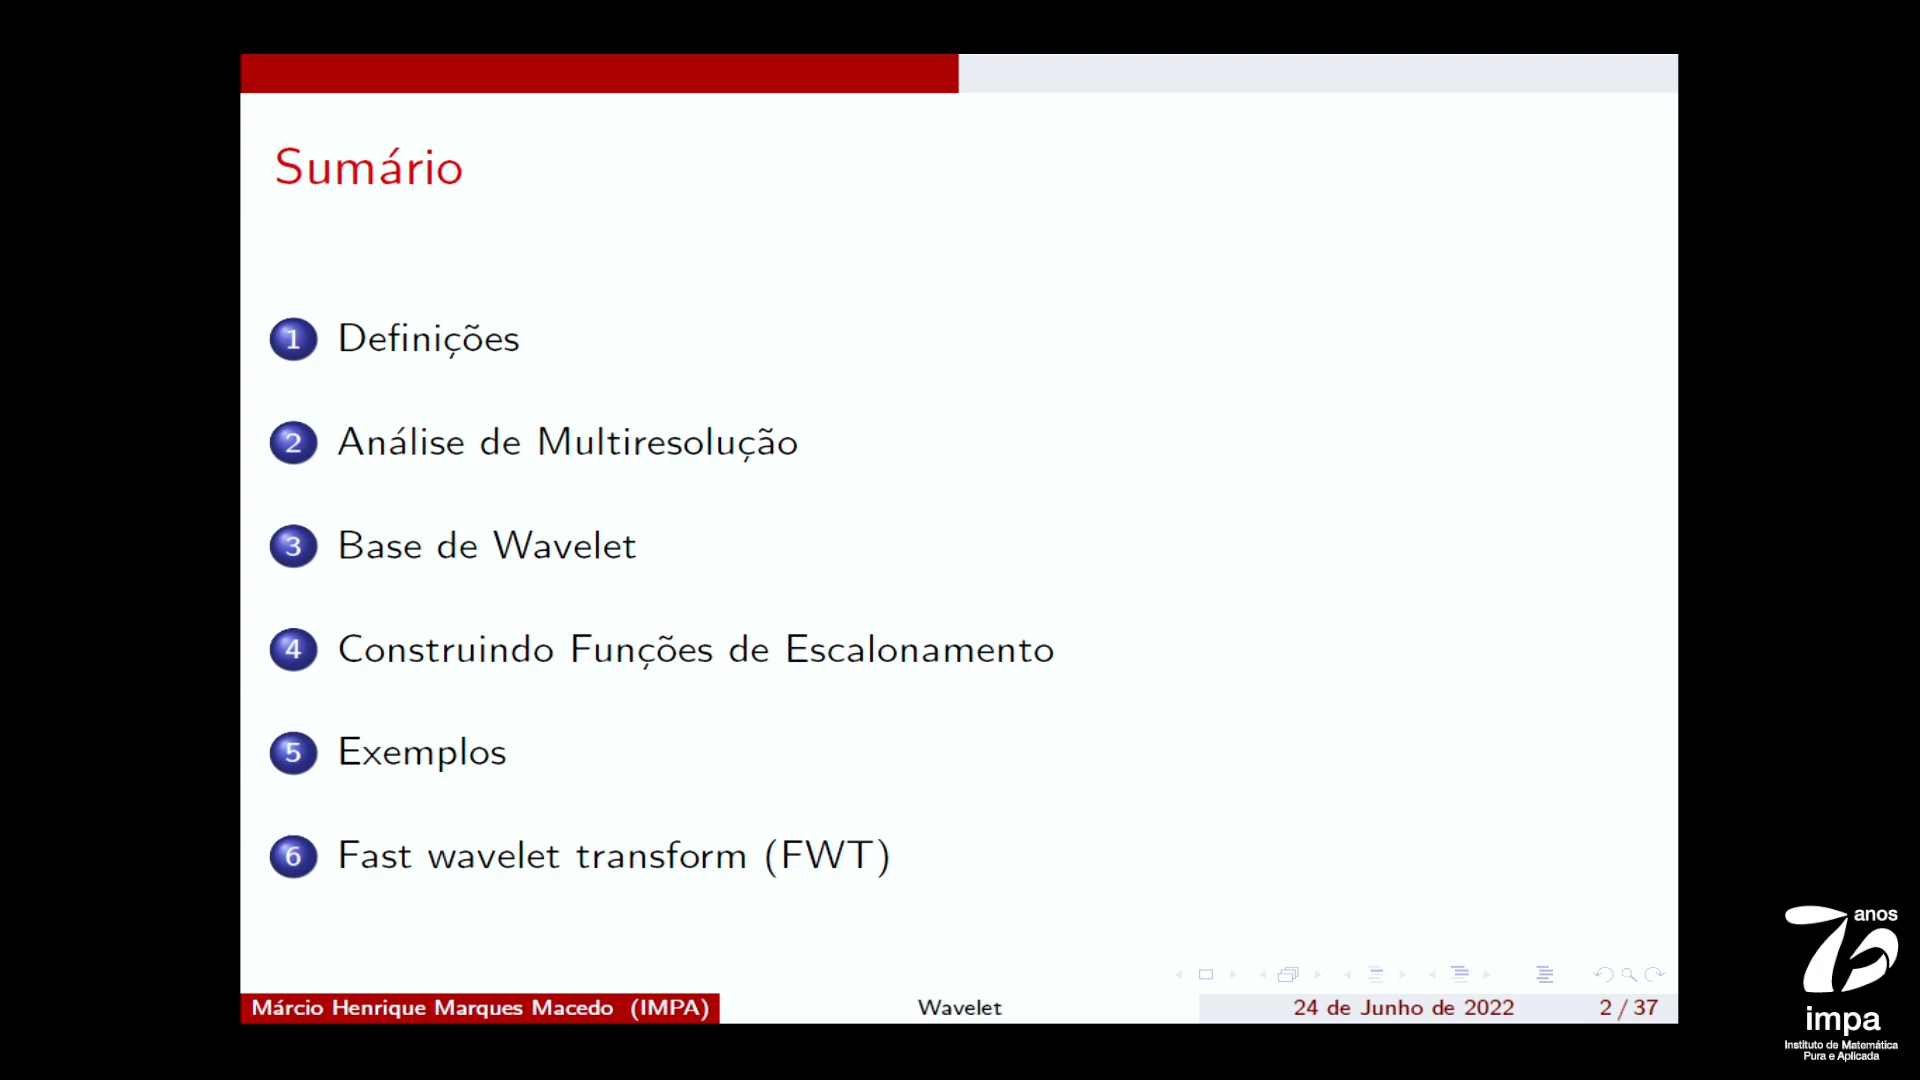 Sumário
1 Definições
2 Análise de Multiresolução
3 Base de Wavelet
4 Construindo Funções de Escalonamento
5 Exemplos
6 Fast wavelet transform (FWT)
Márcio Henrique Marques Macedo (IMPA) Wavelet 24 de Junho de 2022 2 / 37
70 anos
impa
Instituto de Matemática
Pura e Aplicada